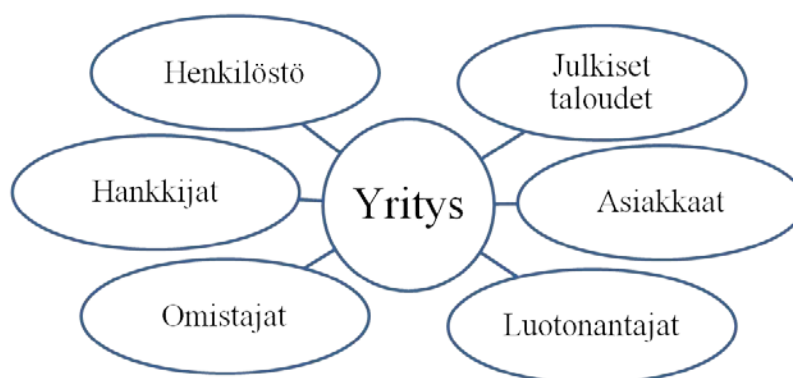 Henkilöstö
Julkiset
taloudet
Hankkijat
Yritys
Asiakkaat
Omistajat
Luotonantajat